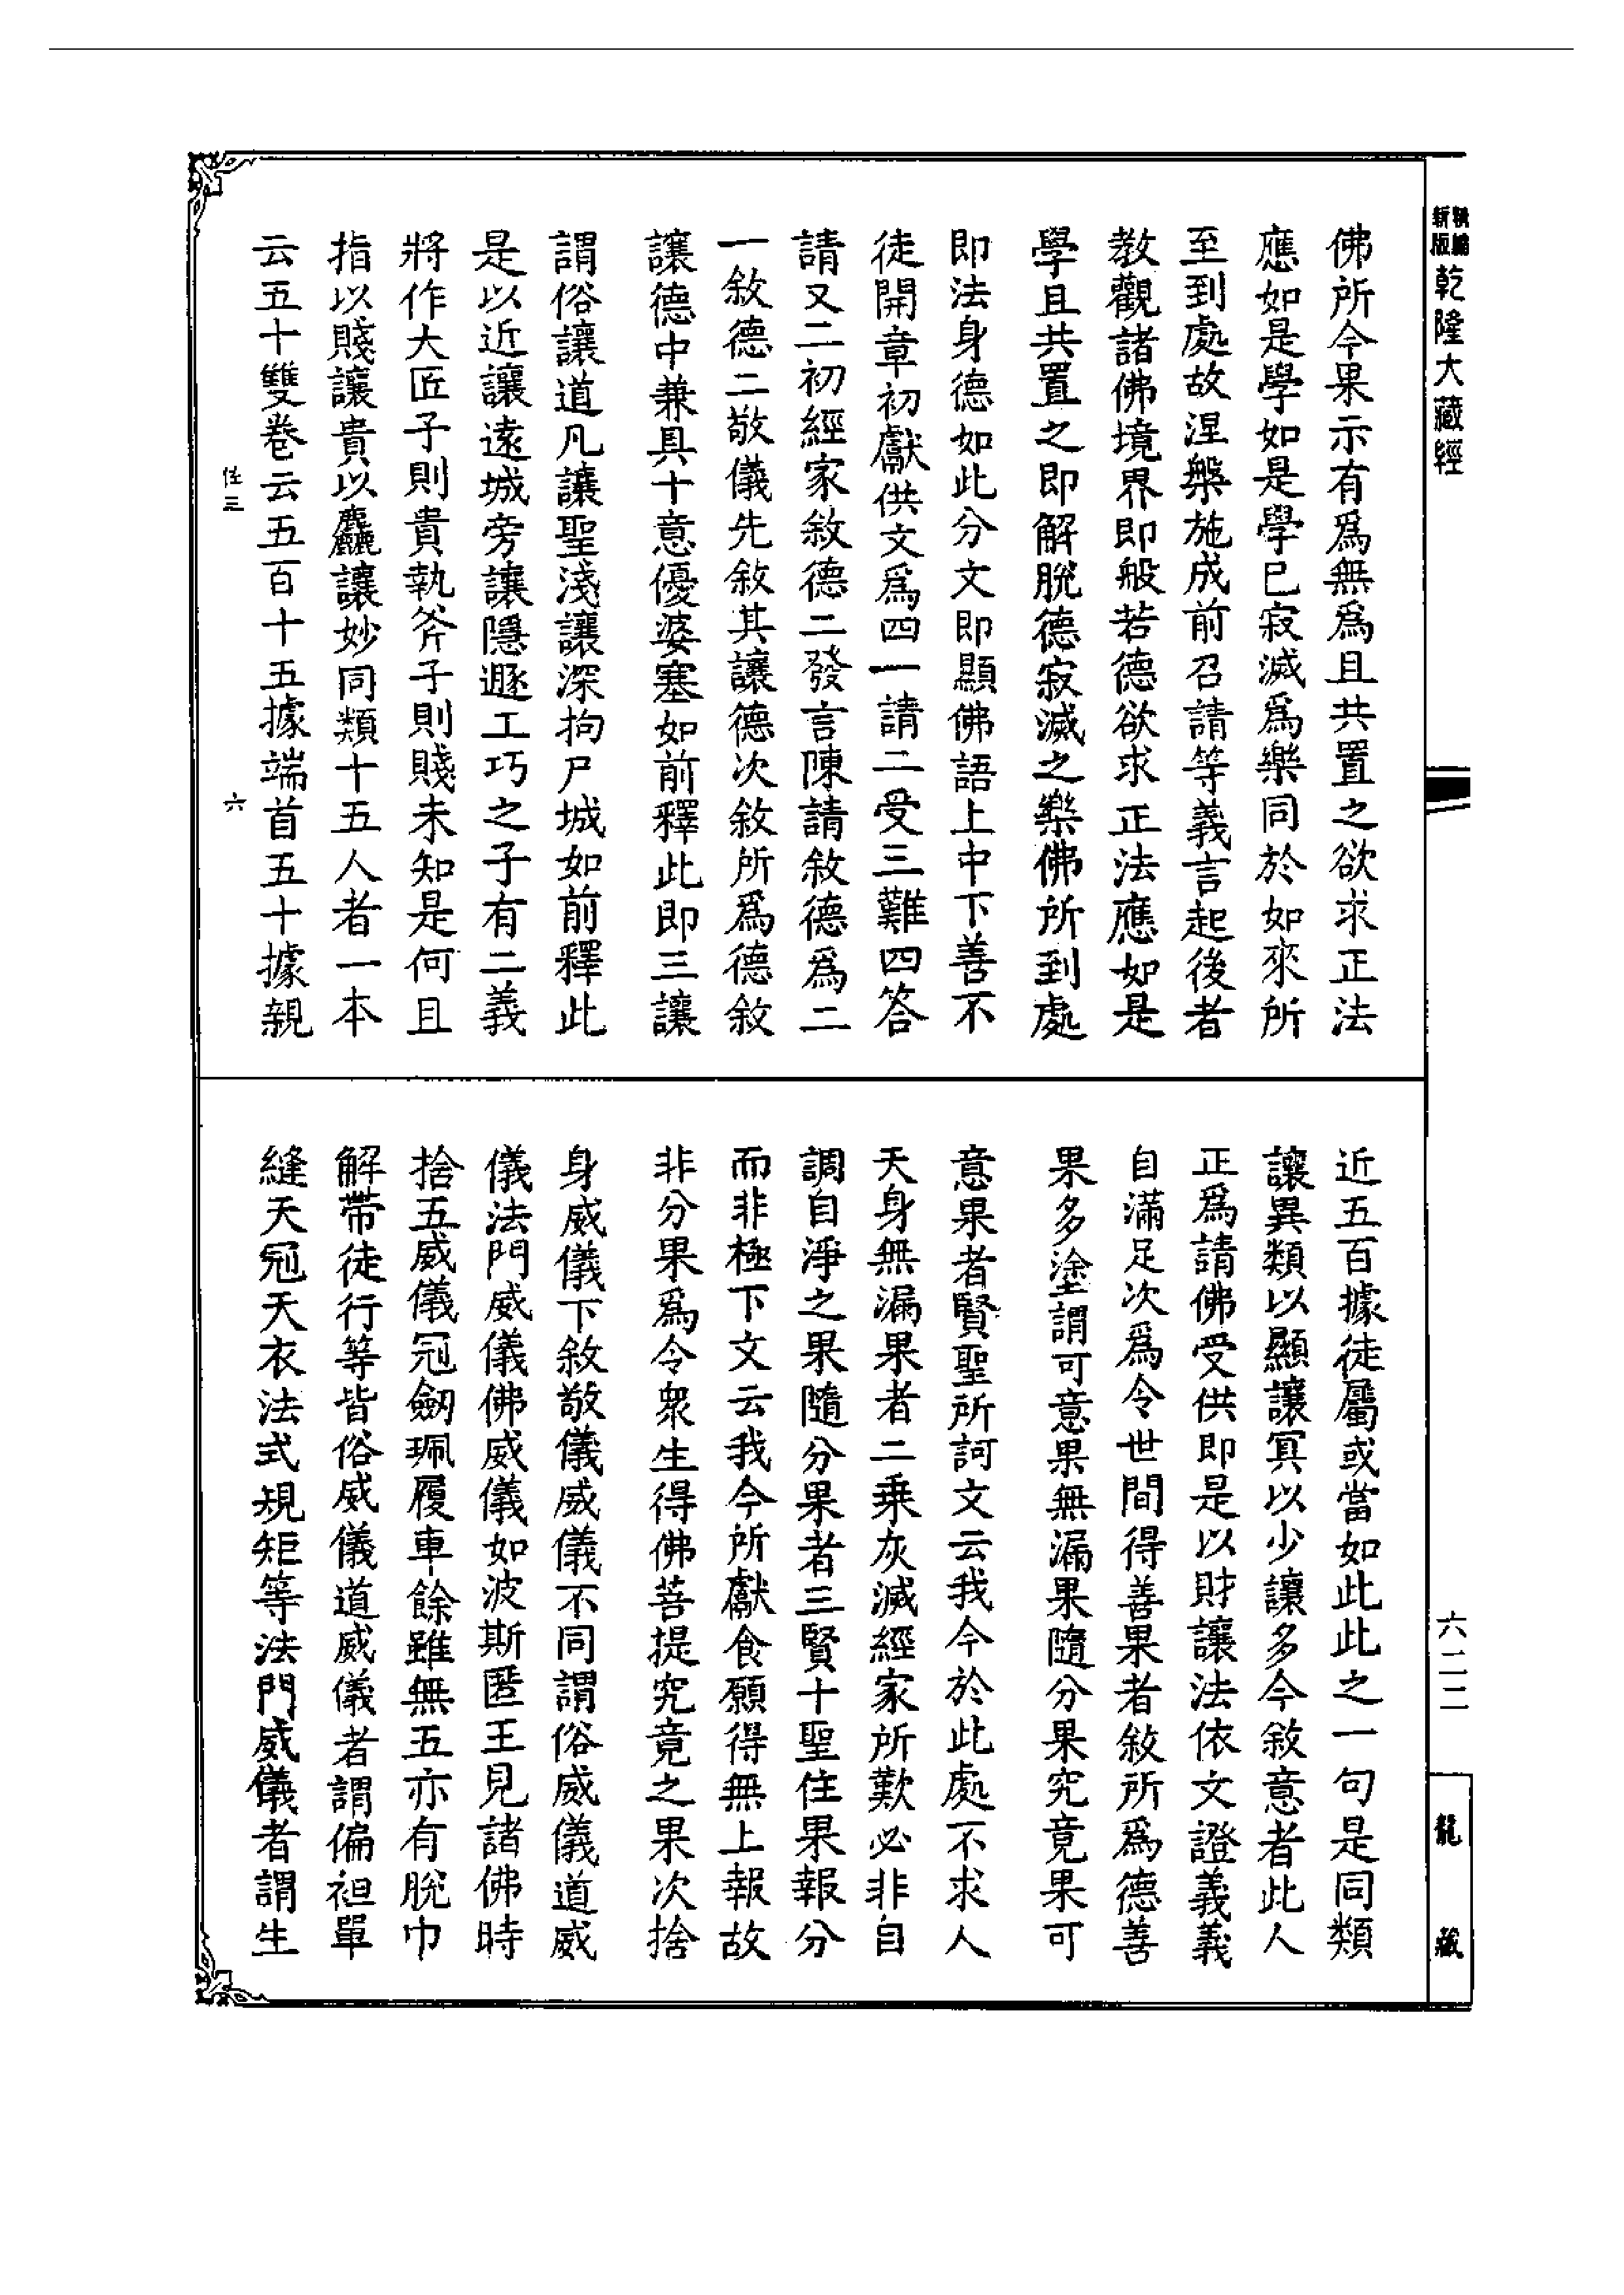 新編
新版
乾隆大藏經
佛所今果示有爲無爲且共置之欲求正法
應如是學如是學已寂滅爲樂同於如來所
至到處故涅槃施成前召請等義言起後者
教觀諸佛境界即般若德欲求正法應如是
學且共置之即解脫德寂滅之樂佛所到處
即法身德如此分文即顯佛語上中下善不
徒開章初獻供文爲四一請二受三難四答
請又二初經家敘德二發言陳請敘德爲二
一敘德二敬儀先敘其讓德次敘所爲德敘
讓德中兼具十意優婆塞如前釋此即三讓
謂俗讓道凡讓聖淺讓深拘尸城如前釋此
是以近讓遠城旁讓隱遯工巧之子有二義
將作大匠子則貴執斧子則賤未知是何且
指以賤讓貴以麤讓妙同類十五人者一本
云五十雙卷云五百十五據端首五十據親
任三
六
近五百據徒屬或當如此此之一句是同類
讓異類以顯讓冥以少讓多今敘意者此人
正爲請佛受供即是以財讓法依文證義義
自滿足次爲令世間得善果者敘所爲德善
果多塗謂可意果無漏果隨分果究竟果可
意果者賢聖所訶文云我今於此處不求人
天身無漏果者二乘灰滅經家所歎必非自
調自淨之果隨分果者三賢十聖住果報分
而非極下文云我今所獻食願得無上報故
非分果爲令衆生得佛菩提究竟之果次捨
身威儀下敘敬儀威儀不同謂俗威儀道威
儀法門威儀佛威儀如波斯匿王見諸佛時
捨五威儀冠劒珮履車餘雖無五亦有脫巾
解帶徒行等皆俗威儀道威儀者謂偏袒單
縫天冠天衣法式規矩等法門威儀者謂生
六二二
龍藏